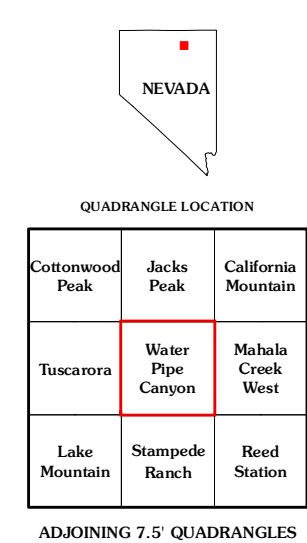 NEVADA
QUADRANGLE LOCATION
Cottonwood
Peak
Jacks
Peak
California
Mountain
Tuscarora
Water
Pipe
Canyon
Mahala
Creek
West
Lake
Mountain
Stampede
Ranch
Reed
Station
ADJOINING 7.5' QUADRANGLES